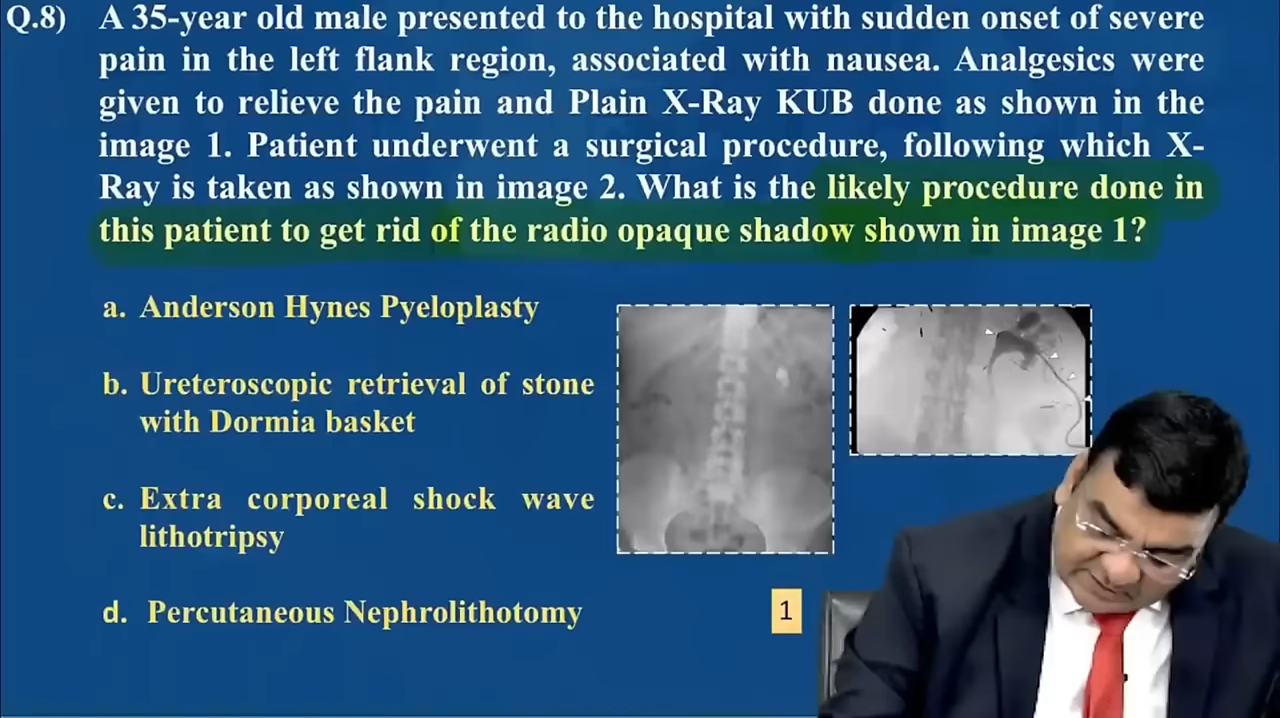 Q.8) A 35-year old male presented to the hospital with sudden onset of severe
pain in the left flank region, associated with nausea. Analgesics were
given to relieve the pain and Plain X-Ray KUB done as shown in the
image 1. Patient underwent a surgical procedure, following which X-
Ray is taken as shown in image 2. What is the likely procedure done in
this patient to get rid of the radio opaque shadow shown in image 1?
a. Anderson Hynes Pyeloplasty
b. Ureteroscopic retrieval of stone
with Dormia basket
c. Extra corporeal shock wave
lithotripsy
d. Percutaneous Nephrolithotomy
1